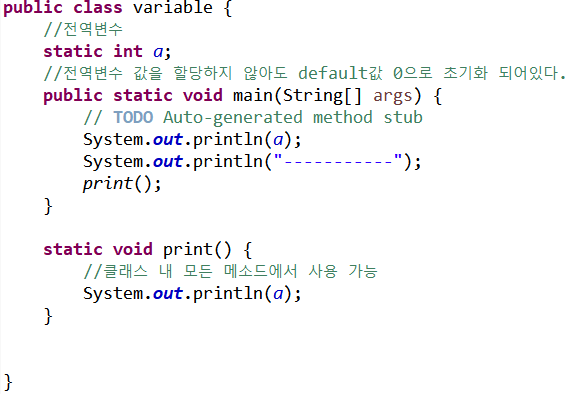 public class variable {
//전역변수
static int a;
//전역변수 값을 할당하지 않아도 default값 0으로 초기화 되어있다.
public static void main(String[] args) {
// TODO Auto-generated method stub
System.out.println(a);
System.out.println("-----------");
print();
}
static void print() {
//클래스 내 모든 메소드에서 사용 가능
System.out.println(a);
}
}